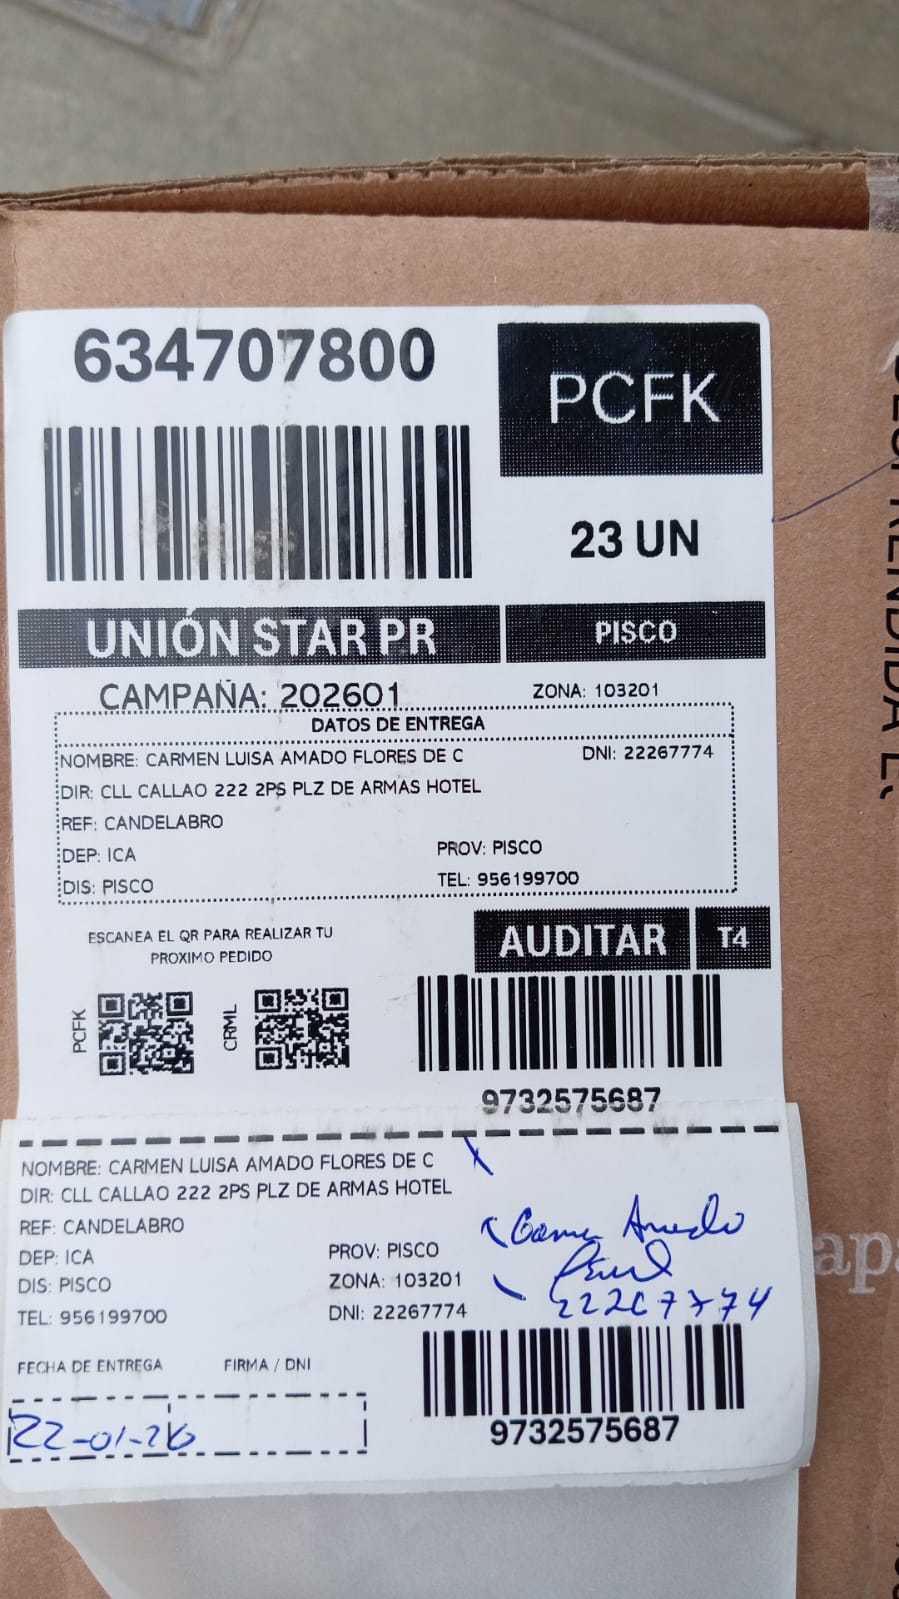 634707800
PCFK
23 UN
UNIÓN STAR PR
PISCO
CAMPAÑA: 202601
ZONA: 103201
DATOS DE ENTREGA
NOMBRE: CARMEN LUISA AMADO FLORES DE C DNI: 22267774
DIR: CLL CALLAO 222 2PS PLZ DE ARMAS HOTEL
REF: CANDELABRO
DEP: ICA PROV: PISCO
DIS: PISCO TEL: 956199700
ESCANEA EL QR PARA REALIZAR TU
PROXIMO PEDIDO
AUDITAR T4
PCFK
CRML
9732575687
NOMBRE: CARMEN LUISA AMADO FLORES DE C
DIR: CLL CALLAO 222 2PS PLZ DE ARMAS HOTEL
REF: CANDELABRO
DEP: ICA PROV: PISCO
DIS: PISCO ZONA: 103201
TEL: 956199700 DNI: 22267774
Amado
22267774
FECHA DE ENTREGA FIRMA / DNI
22-01-26
9732575687